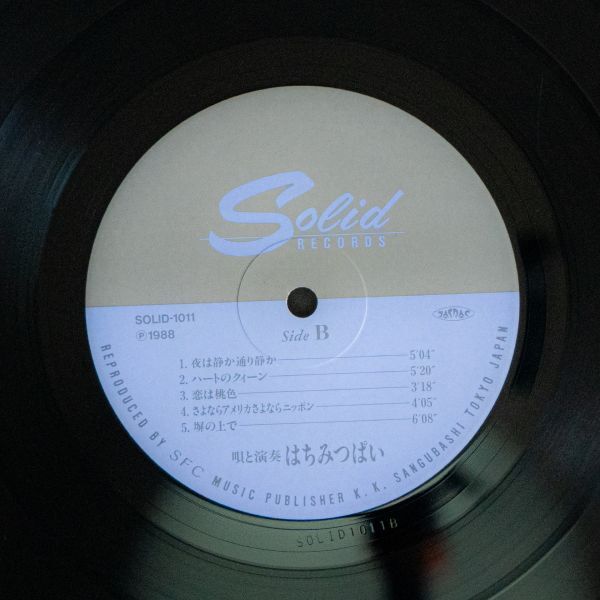 Solid
RECORDS
SOLID-1011
Ⓟ1988
Side B
1. 夜は静か通り静か 5'04"
2. ハートのクィーン 5'20"
3. 恋は桃色 3'18"
4. さよならアメリカさよならニッポン 4'05"
5. 塀の上で 6'08"
唄と演奏 はちみつぱい
REPRODUCED BY SFC MUSIC PUBLISHER K. K. SANGUBASHI TOKYO JAPAN
SOLID1011B